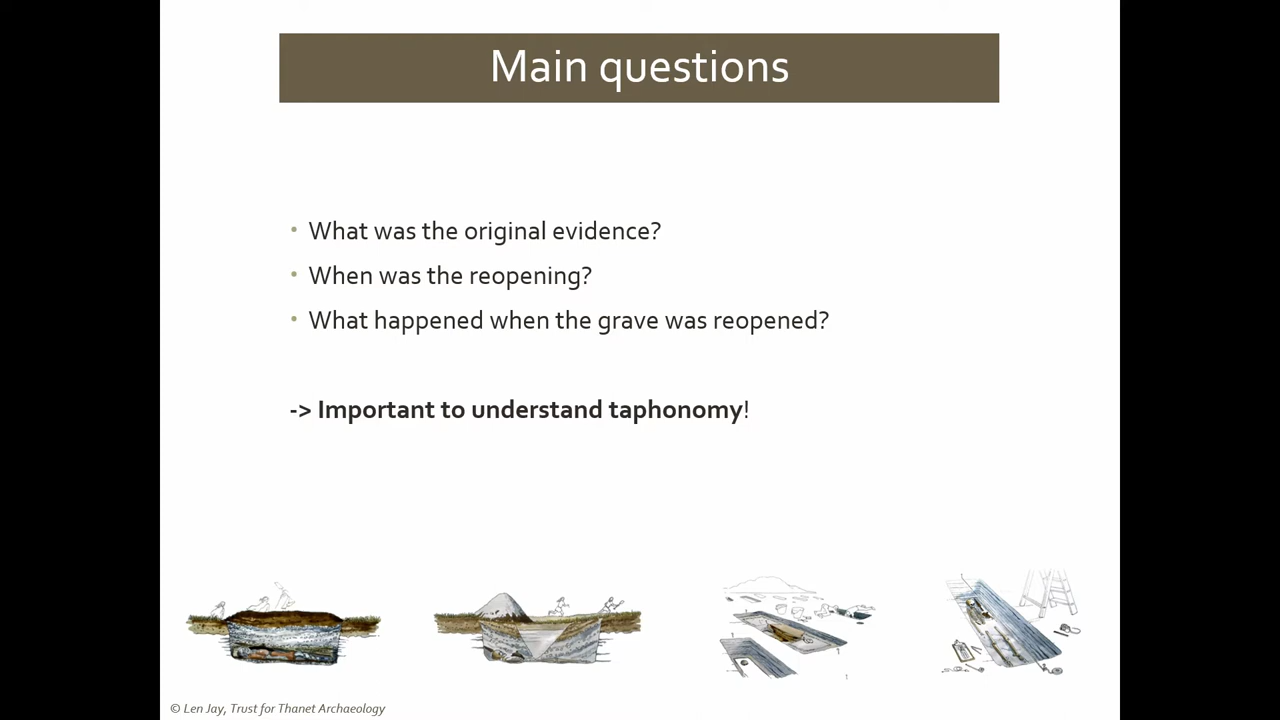 Main questions
• What was the original evidence?
• When was the reopening?
• What happened when the grave was reopened?
-> Important to understand taphonomy!
© Len Jay, Trust for Thanet Archaeology